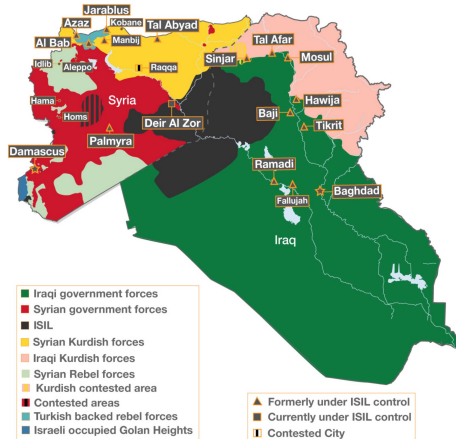 Jarablus
Azaz
Kobane
Tal Abyad
Al Bab
Manbij
Tal Afar
Sinjar
Mosul
Idlib
Aleppo
Raqqa
Hama
Syria
Hawija
Homs
Deir Al Zor
Baji
Tikrit
Palmyra
Damascus
Ramadi
Baghdad
Fallujah
Iraq
Iraqi government forces
Syrian government forces
ISIL
Syrian Kurdish forces
Iraqi Kurdish forces
Syrian Rebel forces
Kurdish contested area
Contested areas
Turkish backed rebel forces
Israeli occupied Golan Heights
Formerly under ISIL control
Currently under ISIL control
Contested City